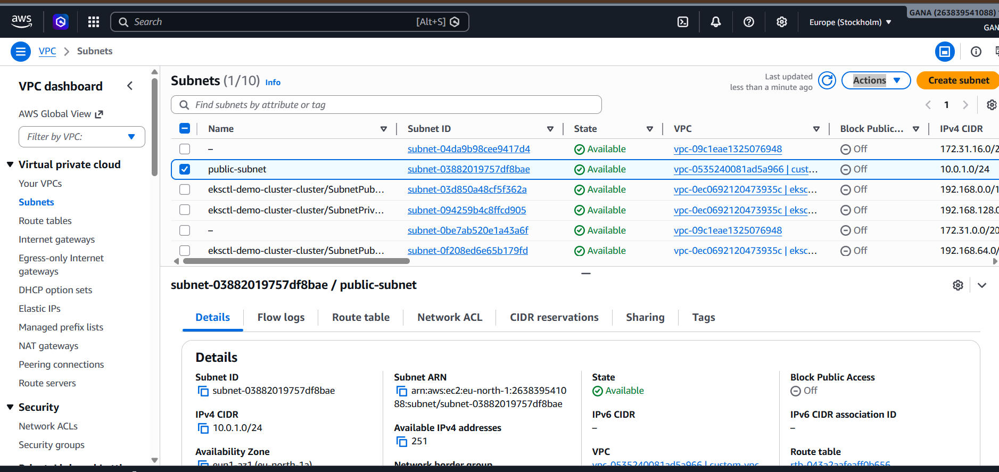 aws
Search
[Alt+S]
Europe (Stockholm)
GANA (263839541088)
GAN
VPC
Subnets
VPC dashboard
AWS Global View
Filter by VPC:
Virtual private cloud
Your VPCs
Subnets
Route tables
Internet gateways
Egress-only Internet
gateways
DHCP option sets
Elastic IPs
Managed prefix lists
NAT gateways
Peering connections
Route servers
Security
Network ACLs
Security groups
Subnets (1/10) Info
Last updated
less than a minute ago
Actions
Create subnet
Find subnets by attribute or tag
1
Name Subnet ID State VPC Block Public... IPv4 CIDR
– subnet-04da9b98cee9417d4 Available vpc-09c1eae1325076948 Off 172.31.16.0/2
public-subnet subnet-03882019757df8bae Available vpc-0535240081ad5a966 | cust... Off 10.0.1.0/24
eksctl-demo-cluster-cluster/SubnetPub... subnet-03d850a48cf5f362a Available vpc-0ec0692120473935c | eksc... Off 192.168.0.0/1
eksctl-demo-cluster-cluster/SubnetPriv... subnet-094259b4c8ffcd905 Available vpc-0ec0692120473935c | eksc... Off 192.168.128.0
– subnet-0be7ab520e1a43a6f Available vpc-09c1eae1325076948 Off 172.31.0.0/20
eksctl-demo-cluster-cluster/SubnetPub... subnet-0f208ed6e65b179fd Available vpc-0ec0692120473935c | eksc... Off 192.168.64.0/
subnet-03882019757df8bae / public-subnet
Details Flow logs Route table Network ACL CIDR reservations Sharing Tags
Details
Subnet ID
subnet-03882019757df8bae
IPv4 CIDR
10.0.1.0/24
Availability Zone
eun1-az1 (eu-north-1a)
Subnet ARN
arn:aws:ec2:eu-north-1:2638395410
88:subnet/subnet-03882019757df8bae
Available IPv4 addresses
251
Network border group
State
Available
IPv6 CIDR
–
VPC
vpc-0535240081ad5a966 | custom-vpc
Block Public Access
Off
IPv6 CIDR association ID
–
Route table